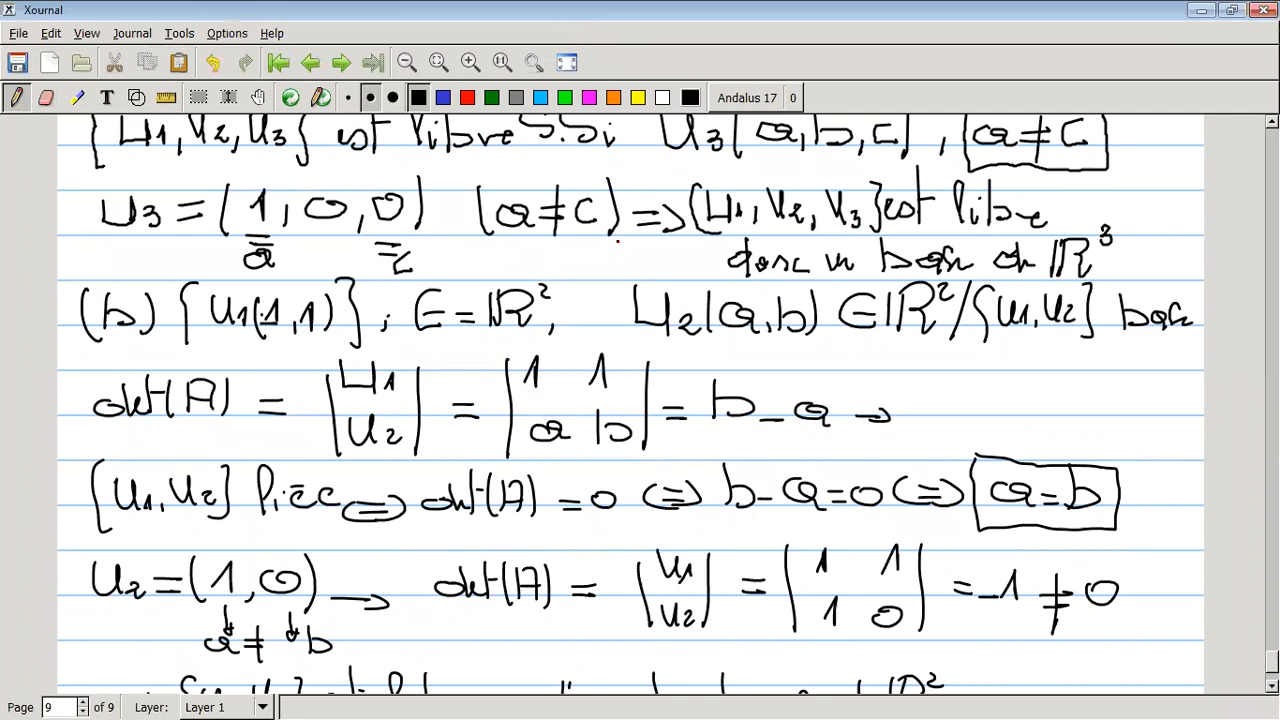 Xournal
File Edit View Journal Tools Options Help
Andalus 17 0
{u1, u2, u3} est libre SSi u3(a, b, c), a ≠ c
u3 = (1, 0, 0) (a ≠ c) => {u1, u2, u3} est libre
= a = c donc un base de IR³
(b) {u1(1, 1)} ; E = IR², u2(a, b) ∈ IR² / {u1, u2} base
det(A) = |u1 u2| = |1 1 a b| = b - a →
{u1, u2} liée <=> det(A) = 0 <=> b - a = 0 <=> a = b
u2 = (1, 0) → det(A) = |u1 u2| = |1 1 1 0| = -1 ≠ 0
a ≠ b
Page 9 of 9 Layer: Layer 1